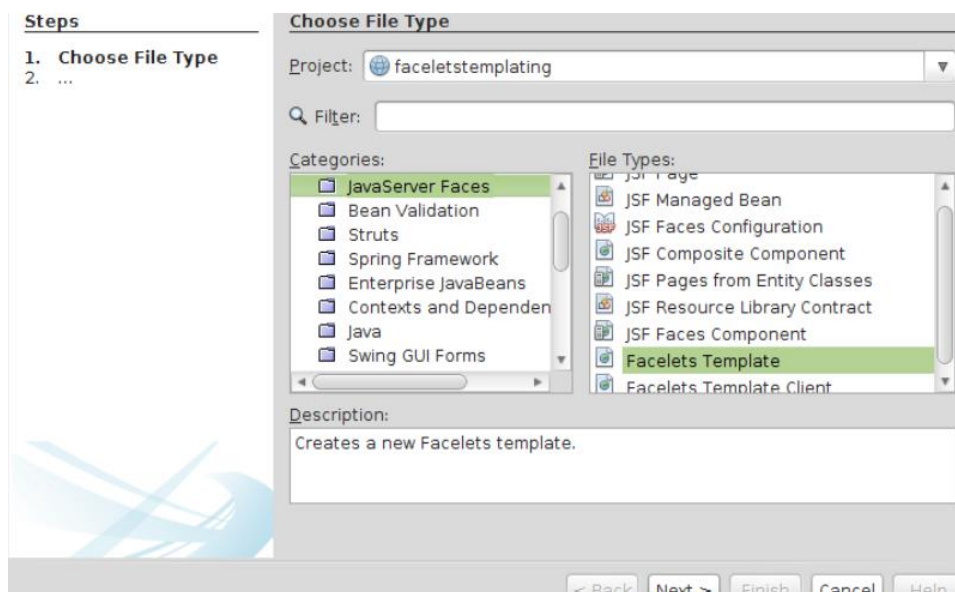 Steps
1. Choose File Type
2. ...
Choose File Type
Project: faceletstemplating
Filter:
Categories:
JavaServer Faces
Bean Validation
Struts
Spring Framework
Enterprise JavaBeans
Contexts and Dependen
Java
Swing GUI Forms
File Types:
JSF Page
JSF Managed Bean
JSF Faces Configuration
JSF Composite Component
JSF Pages from Entity Classes
JSF Resource Library Contract
JSF Faces Component
Facelets Template
Facelets Template Client
Description:
Creates a new Facelets template.
< Back Next > Finish Cancel Help